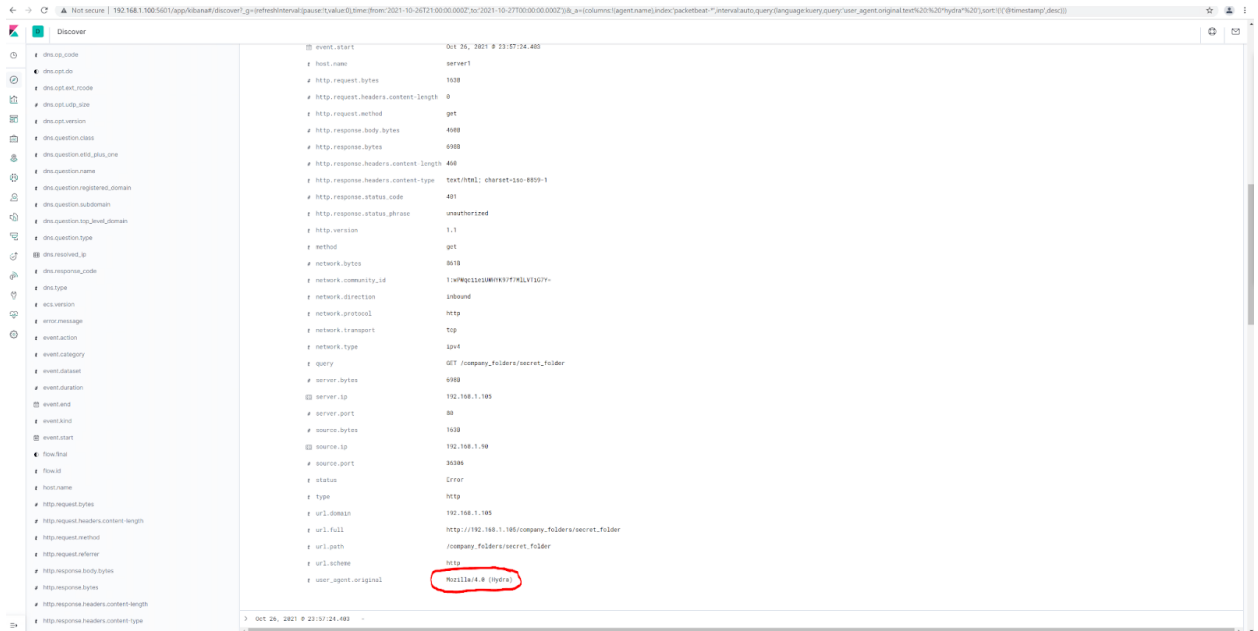 Not secure | 192.168.1.100:5601/app/kibana#/discover?_g=(refreshInterval:(pause:!t,value:0),time:(from:'2021-10-26T21:00:00.000Z',to:'2021-10-27T00:00:00.000Z'))&_a=(columns:!(agent.name),index:'packetbeat-*',interval:auto,query:(language:kuery,query:'user_agent.original.text%20:%20*hydra*%20'),sort:!(!('@timestamp',desc)))
D Discover
t dns.op_code
dns.opt.do
t dns.opt.ext_rcode
# dns.opt.udp_size
t dns.opt.version
t dns.question.class
t dns.question.etld_plus_one
t dns.question.name
t dns.question.registered_domain
t dns.question.subdomain
t dns.question.top_level_domain
t dns.question.type
dns.resolved_ip
t dns.response_code
t dns.type
t ecs.version
t error.message
t event.action
t event.category
t event.dataset
# event.duration
event.end
t event.kind
event.start
flow.final
t flow.id
t host.name
# http.request.bytes
# http.request.headers.content-length
t http.request.method
t http.request.referrer
# http.response.body.bytes
# http.response.bytes
# http.response.headers.content-length
t http.response.headers.content-type
event.start Oct 26, 2021 @ 23:57:24.403
t host.name server1
# http.request.bytes 163B
# http.request.headers.content-length 0
t http.request.method get
# http.response.body.bytes 460B
# http.response.bytes 698B
# http.response.headers.content-length 460
t http.response.headers.content-type text/html; charset=iso-8859-1
# http.response.status_code 401
t http.response.status_phrase unauthorized
t http.version 1.1
t method get
# network.bytes 861B
t network.community_id
t network.direction inbound
t network.protocol http
t network.transport tcp
t network.type ipv4
t query GET /company_folders/secret_folder
# server.bytes 698B
server.ip 192.168.1.105
# server.port 80
# source.bytes 163B
source.ip 192.168.1.90
# source.port 36306
t status Error
t type http
t url.domain 192.168.1.105
t url.full http://192.168.1.105/company_folders/secret_folder
t url.path /company_folders/secret_folder
t url.scheme http
t user_agent.original Mozilla/4.0 (Hydra)
> Oct 26, 2021 @ 23:57:24.403 -